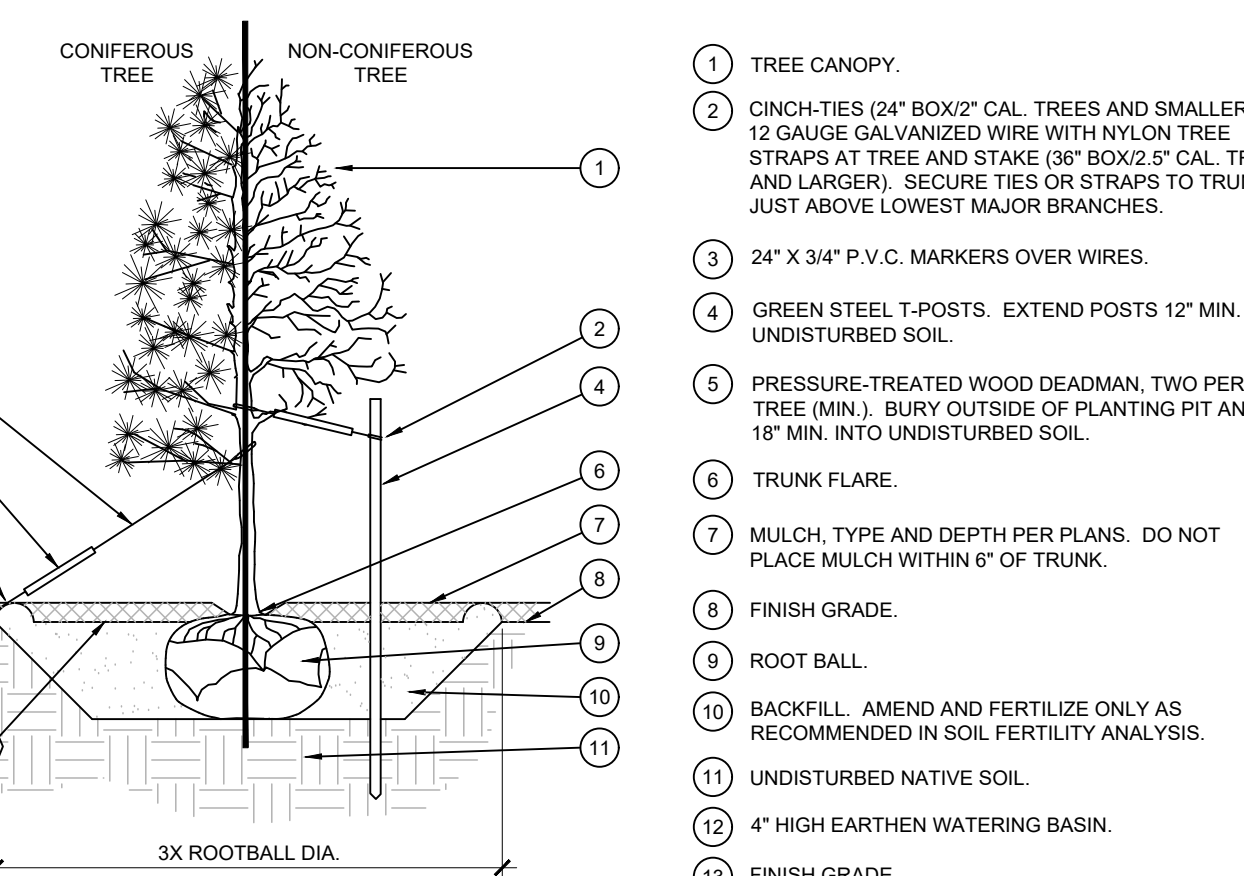 CONIFEROUS
TREE
NON-CONIFEROUS
TREE
1
2
4
6
7
8
9
10
11
3X ROOTBALL DIA.
1 TREE CANOPY.
2 CINCH-TIES (24" BOX/2" CAL. TREES AND SMALLER
12 GAUGE GALVANIZED WIRE WITH NYLON TREE
STRAPS AT TREE AND STAKE (36" BOX/2.5" CAL.
AND LARGER). SECURE TIES OR STRAPS TO
JUST ABOVE LOWEST MAJOR BRANCHES.
3 24" X 3/4" P.V.C. MARKERS OVER WIRES.
4 GREEN STEEL T-POSTS. EXTEND POSTS 12" MIN.
UNDISTURBED SOIL.
5 PRESSURE-TREATED WOOD DEADMAN, TWO PER
TREE (MIN.). BURY OUTSIDE OF PLANTING PIT
18" MIN. INTO UNDISTURBED SOIL.
6 TRUNK FLARE.
7 MULCH, TYPE AND DEPTH PER PLANS. DO NOT
PLACE MULCH WITHIN 6" OF TRUNK.
8 FINISH GRADE.
9 ROOT BALL.
10 BACKFILL. AMEND AND FERTILIZE ONLY AS
RECOMMENDED IN SOIL FERTILITY ANALYSIS.
11 UNDISTURBED NATIVE SOIL.
12 4" HIGH EARTHEN WATERING BASIN.
13 FINISH GRADE